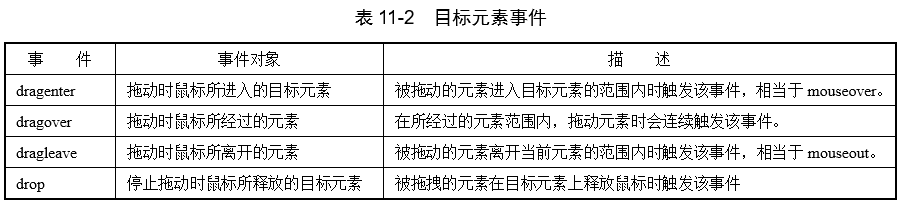 表 11-2 目标元素事件
事 件 事件对象 描 述
dragenter 拖动时鼠标所进入的目标元素 被拖动的元素进入目标元素的范围内时触发该事件，相当于 mouseover。
dragover 拖动时鼠标所经过的元素 在所经过的元素范围内，拖动元素时会连续触发该事件。
dragleave 拖动时鼠标所离开的元素 被拖动的元素离开当前元素的范围内时触发该事件，相当于 mouseout。
drop 停止拖动时鼠标所释放的目标元素 被拖拽的元素在目标元素上释放鼠标时触发该事件